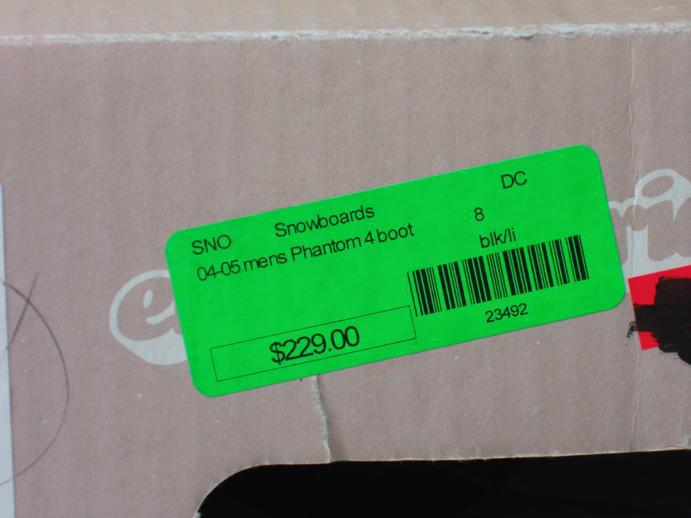 SNO Snowboards DC
04-05 mens Phantom 4 boot 8
blk/li
$229.00
23492